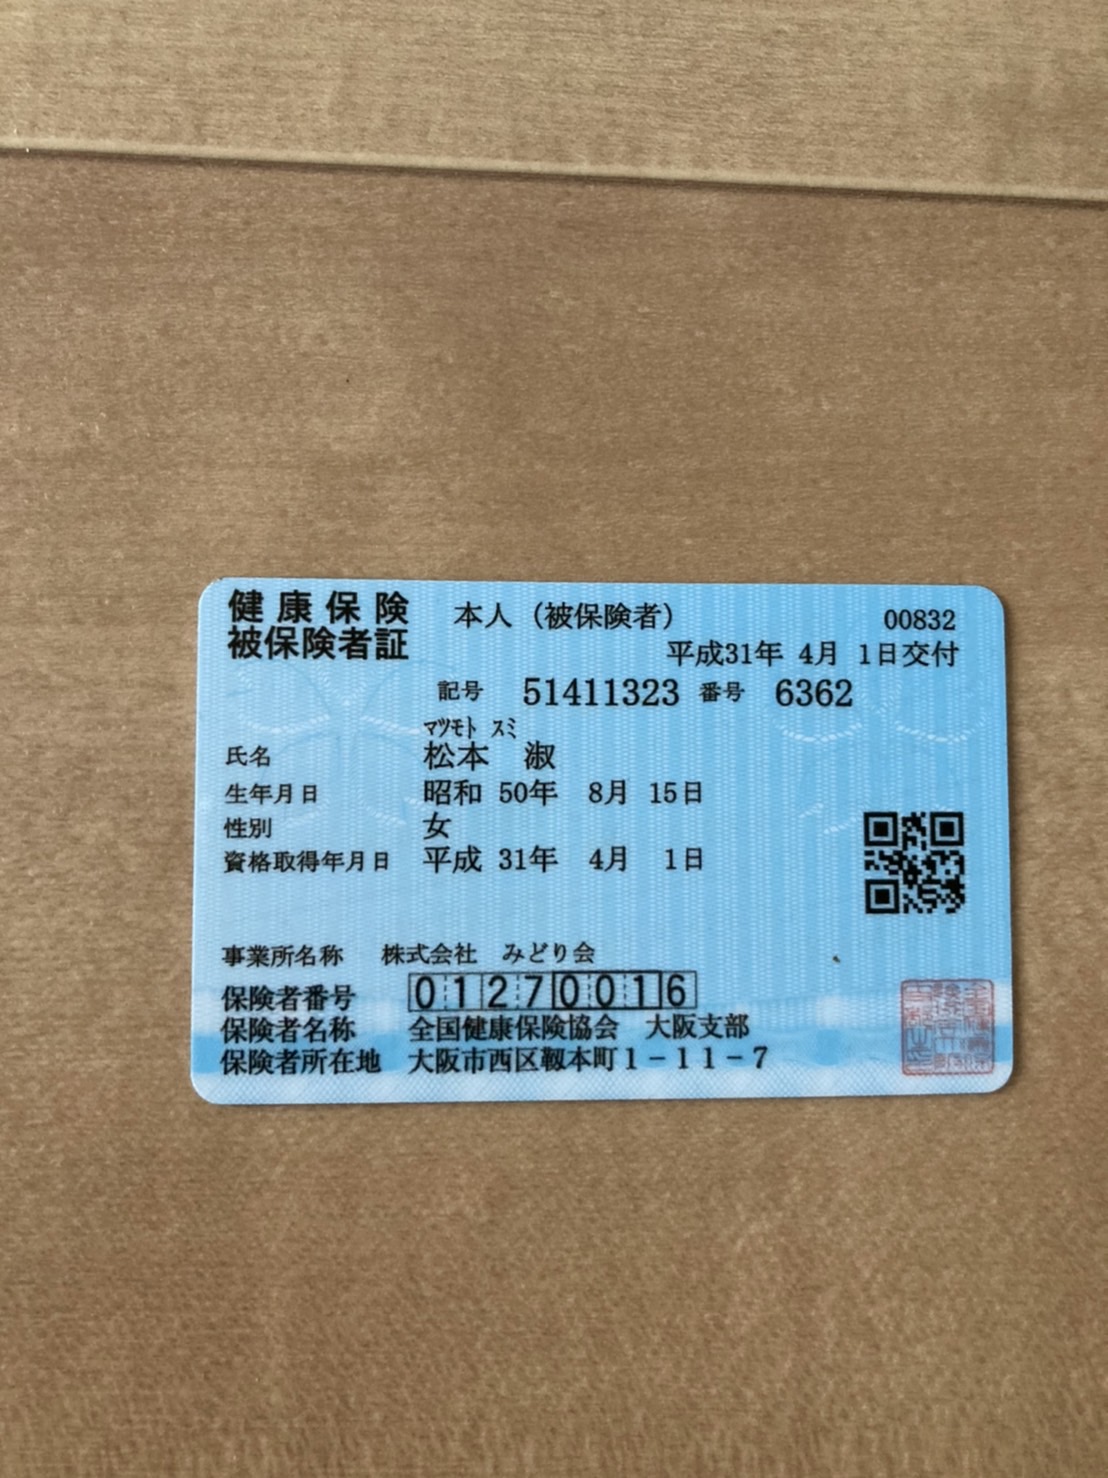 健康保険 本人（被保険者） 00832
被保険者証 平成31年 4月 1日交付
記号 51411323 番号 6362
ﾏﾂﾓﾄ ｽﾐ
氏名 松本 淑
生年月日 昭和 50年 8月 15日
性別 女
資格取得年月日 平成 31年 4月 1日
事業所名称 株式会社 みどり会
保険者番号 01270016
保険者名称 全国健康保険協会 大阪支部
保険者所在地 大阪市西区靱本町1-11-7